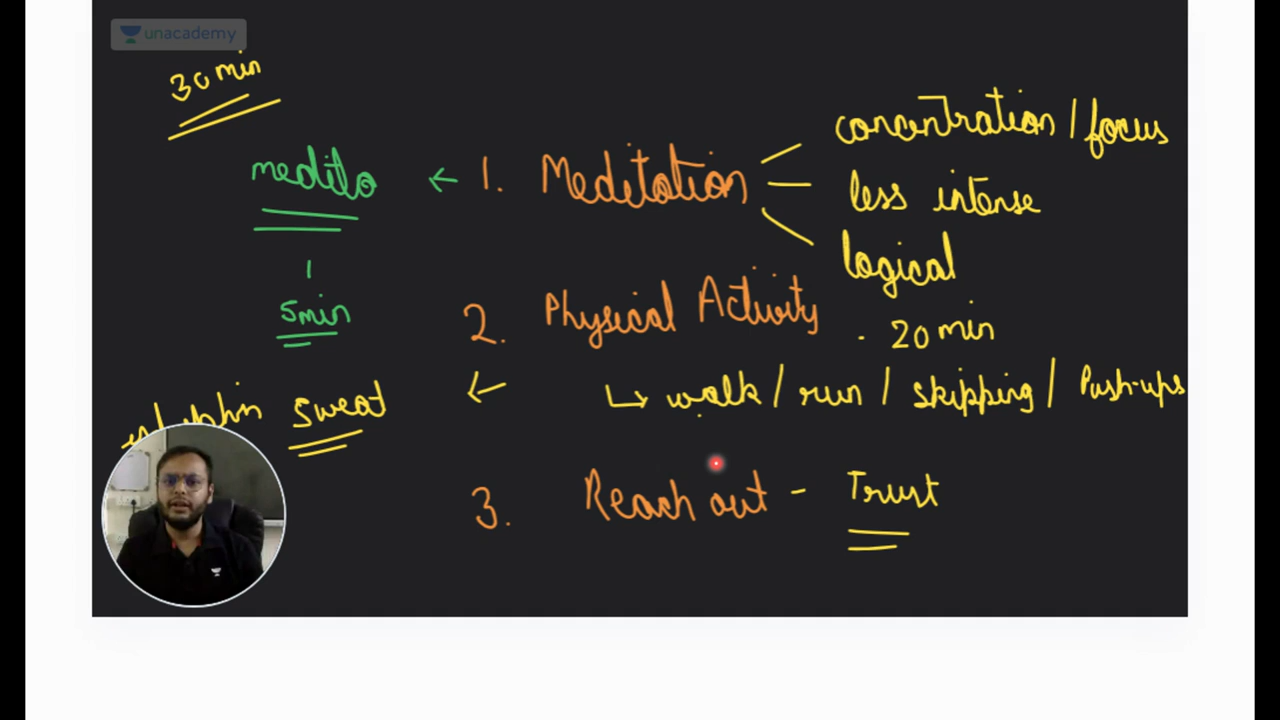 unacademy
30 min
concentration / focus
medito ← 1. Meditation
less intense
logical
5min
2. Physical Activity
. 20 min
sweat ← ↳ walk / run / skipping / Push-ups
3. Reach out - Trust